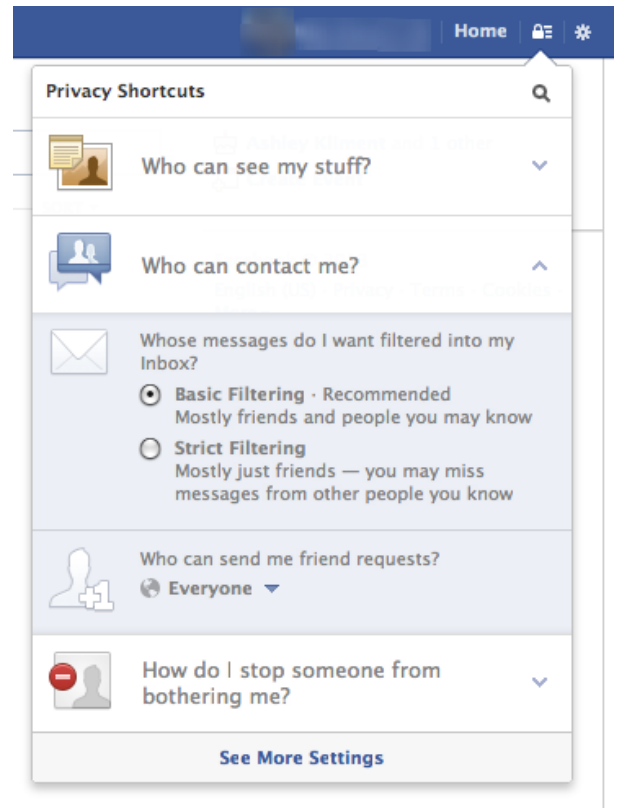 Home
Privacy Shortcuts
Who can see my stuff?
Who can contact me?
Whose messages do I want filtered into my
Inbox?
Basic Filtering · Recommended
Mostly friends and people you may know
Strict Filtering
Mostly just friends — you may miss
messages from other people you know
+1
Who can send me friend requests?
Everyone
How do I stop someone from
bothering me?
See More Settings